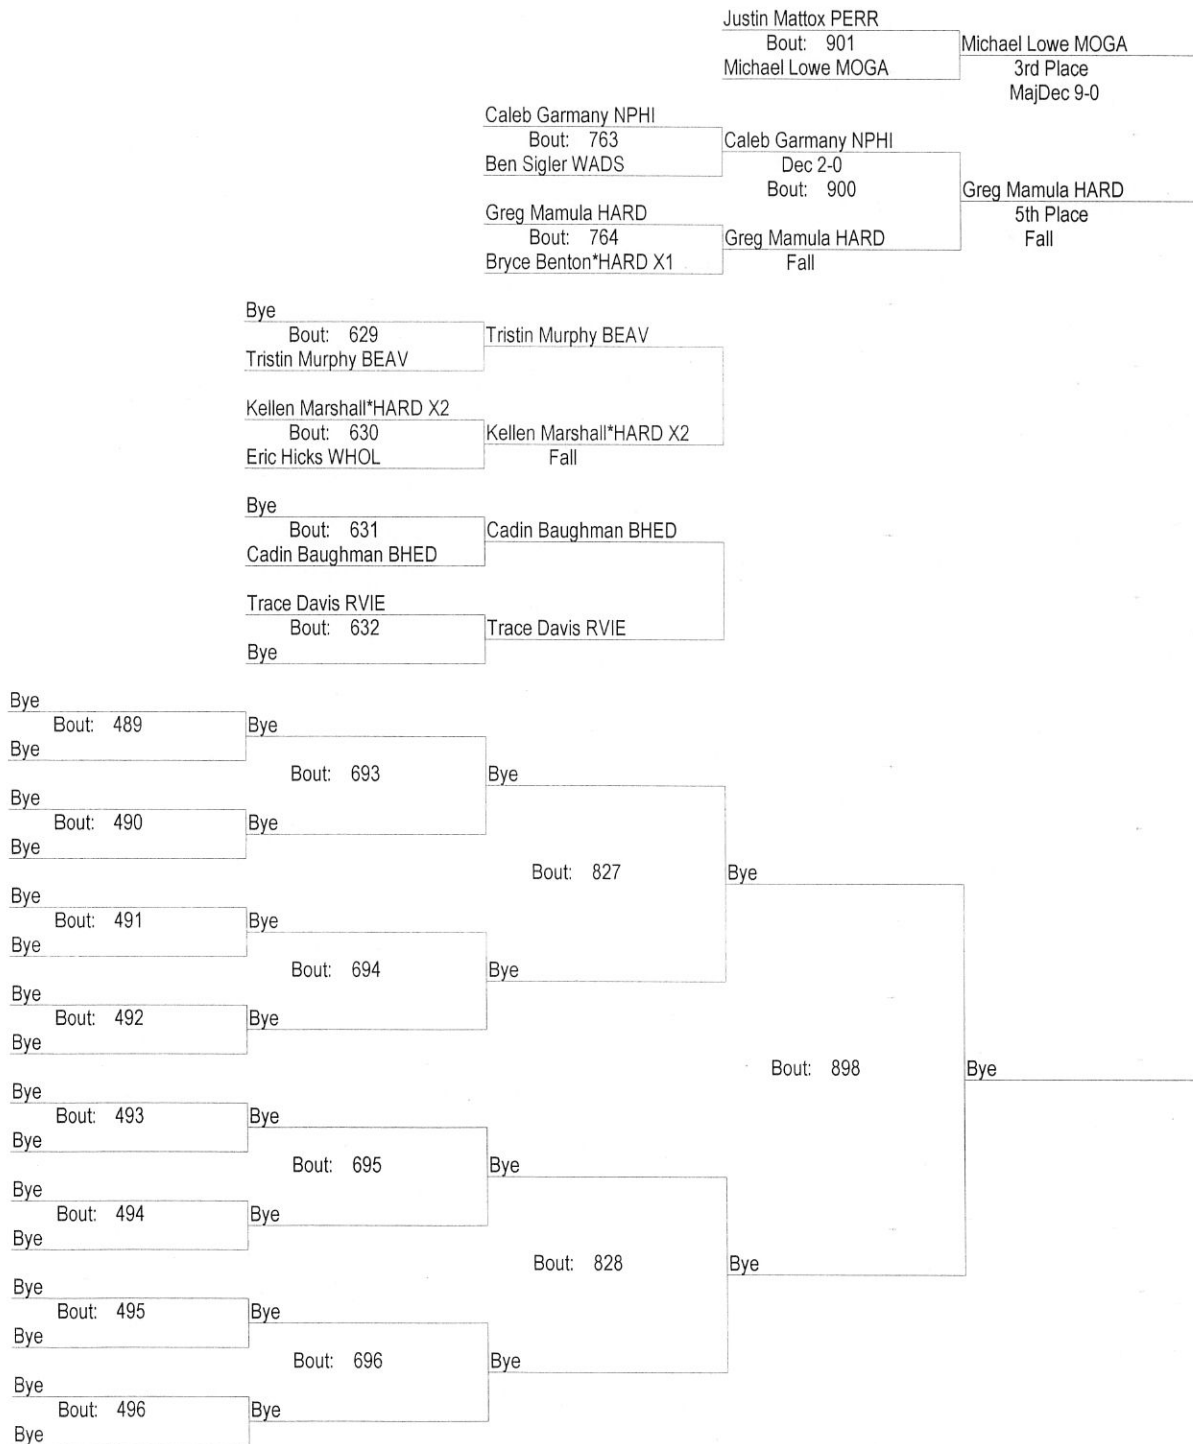 Justin Mattox PERR
Bout: 901
Michael Lowe MOGA
Michael Lowe MOGA
3rd Place
MajDec 9-0
Caleb Garmany NPHI
Bout: 763
Ben Sigler WADS
Caleb Garmany NPHI
Dec 2-0
Bout: 900
Greg Mamula HARD
5th Place
Fall
Greg Mamula HARD
Bout: 764
Bryce Benton*HARD X1
Greg Mamula HARD
Fall
Bye
Bout: 629
Tristin Murphy BEAV
Tristin Murphy BEAV
Kellen Marshall*HARD X2
Bout: 630
Eric Hicks WHOL
Kellen Marshall*HARD X2
Fall
Bye
Bout: 631
Cadin Baughman BHED
Cadin Baughman BHED
Trace Davis RVIE
Bout: 632
Bye
Trace Davis RVIE
Bye
Bout: 489
Bye
Bye
Bout: 693
Bye
Bye
Bout: 490
Bye
Bye
Bout: 827
Bye
Bye
Bout: 491
Bye
Bye
Bout: 694
Bye
Bye
Bout: 492
Bye
Bye
Bout: 898
Bye
Bye
Bout: 493
Bye
Bye
Bout: 695
Bye
Bye
Bout: 494
Bye
Bye
Bout: 828
Bye
Bye
Bout: 495
Bye
Bye
Bout: 696
Bye
Bye
Bout: 496
Bye
Bye